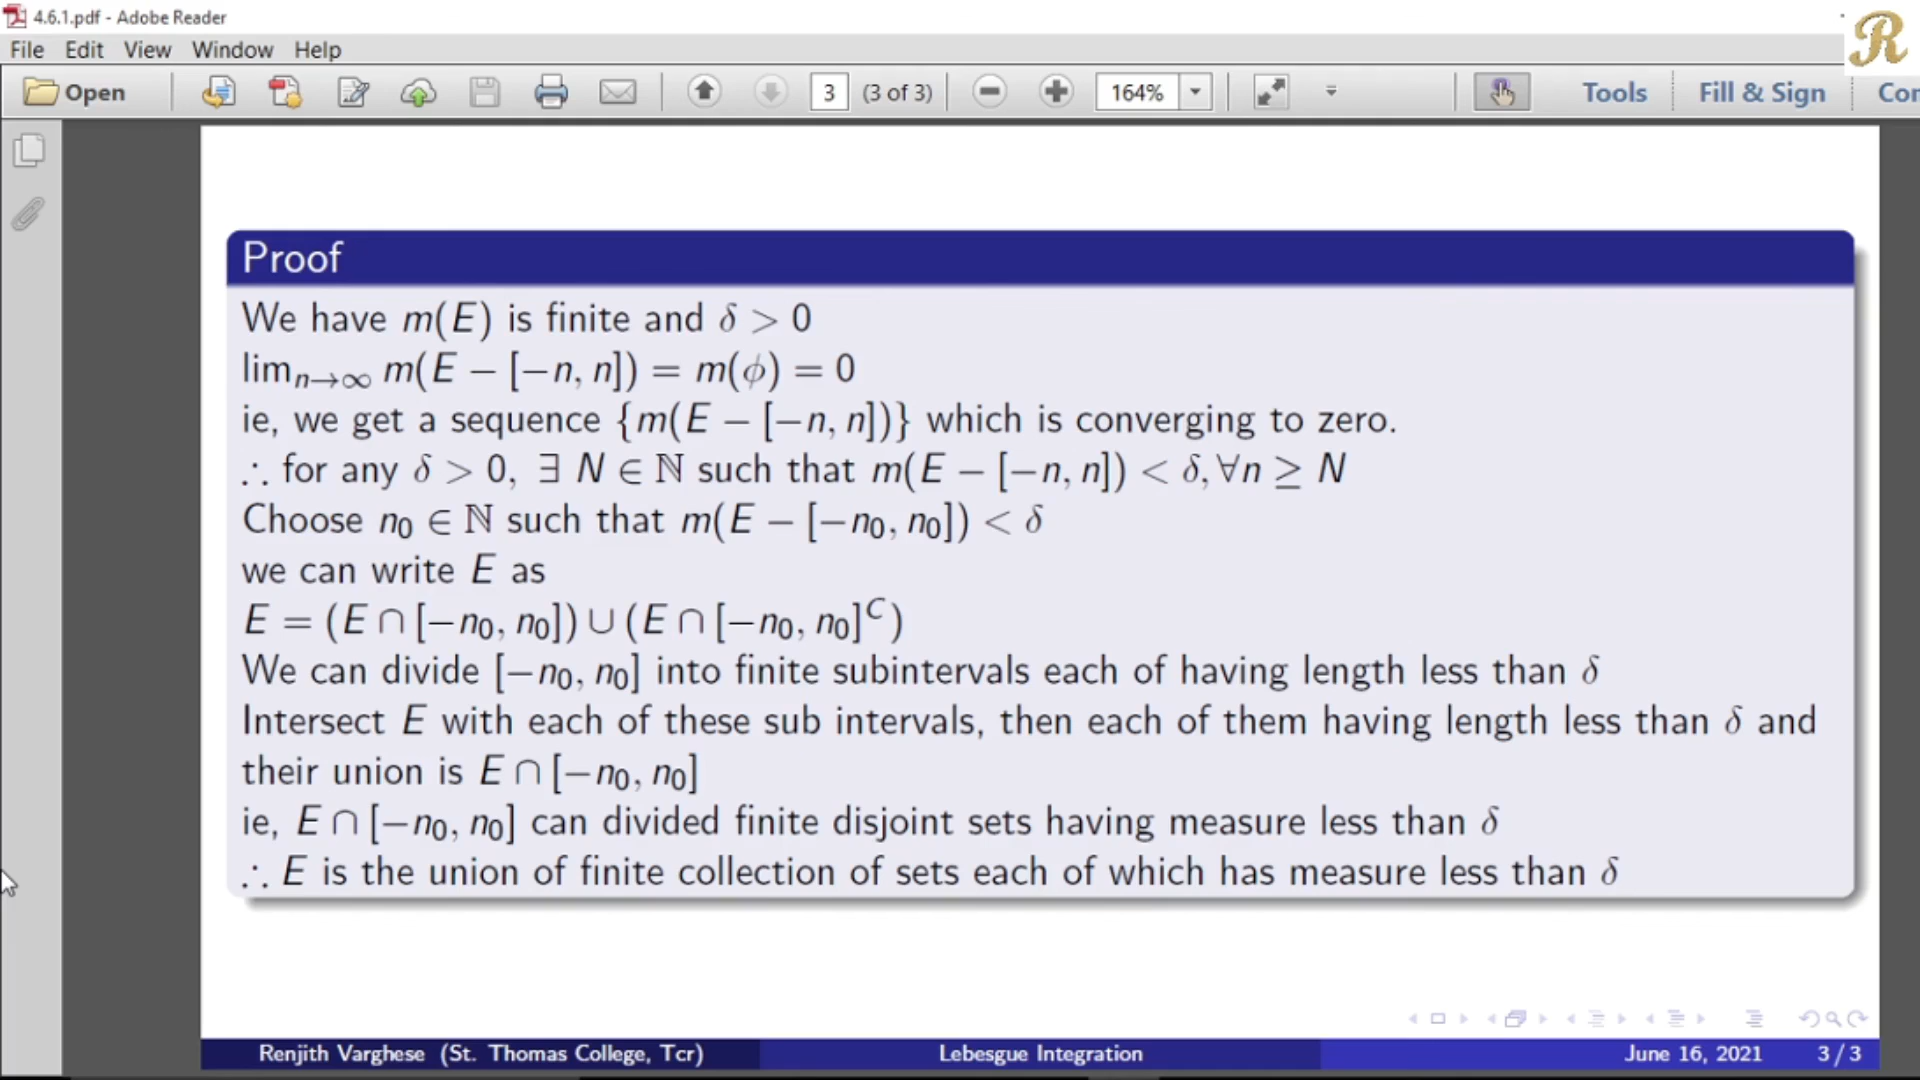 4.6.1.pdf - Adobe Reader
R
File Edit View Window Help
Open 3 (3 of 3) 164% Tools Fill & Sign Cor
Proof
We have m(E) is finite and δ > 0
lim_{n→∞} m(E − [−n, n]) = m(ϕ) = 0
ie, we get a sequence {m(E − [−n, n])} which is converging to zero.
∴ for any δ > 0, ∃ N ∈ ℕ such that m(E − [−n, n]) < δ, ∀n ≥ N
Choose n₀ ∈ ℕ such that m(E − [−n₀, n₀]) < δ
we can write E as
E = (E ∩ [−n₀, n₀]) ∪ (E ∩ [−n₀, n₀]^C)
We can divide [−n₀, n₀] into finite subintervals each of having length less than δ
Intersect E with each of these sub intervals, then each of them having length less than δ and
their union is E ∩ [−n₀, n₀]
ie, E ∩ [−n₀, n₀] can divided finite disjoint sets having measure less than δ
∴ E is the union of finite collection of sets each of which has measure less than δ
Renjith Varghese (St. Thomas College, Tcr) Lebesgue Integration June 16, 2021 3 / 3